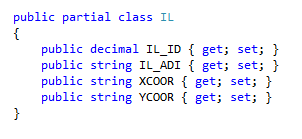 public partial class IL
{
public decimal IL_ID { get; set; }
public string IL_ADI { get; set; }
public string XCOOR { get; set; }
public string YCOOR { get; set; }
}